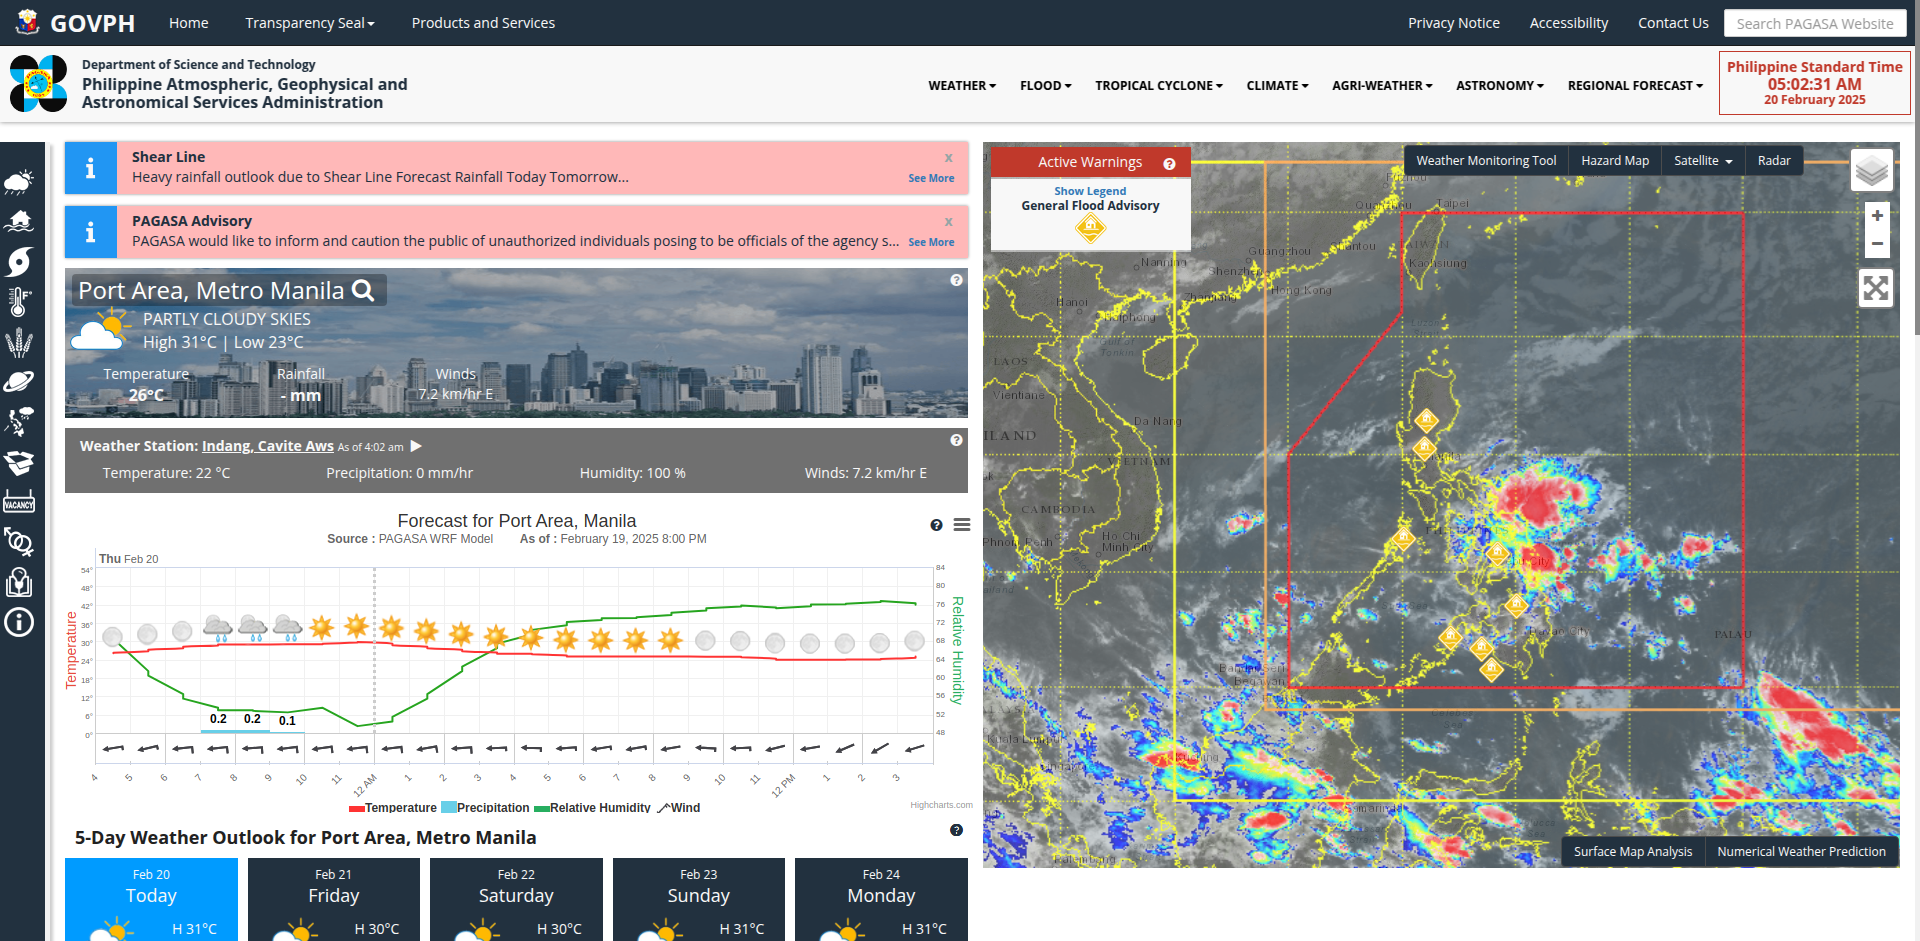 GOVPH
Home
Transparency Seal
Products and Services
Privacy Notice
Accessibility
Contact Us
Search PAGASA Website
Department of Science and Technology
Philippine Atmospheric, Geophysical and
Astronomical Services Administration
WEATHER
FLOOD
TROPICAL CYCLONE
CLIMATE
AGRI-WEATHER
ASTRONOMY
REGIONAL FORECAST
Philippine Standard Time
05:02:31 AM
20 February 2025
VACANCY
Shear Line
x
Heavy rainfall outlook due to Shear Line Forecast Rainfall Today Tomorrow...
See More
PAGASA Advisory
x
PAGASA would like to inform and caution the public of unauthorized individuals posing to be officials of the agency s...
See More
Port Area, Metro Manila
PARTLY CLOUDY SKIES
High 31°C | Low 23°C
Temperature
26°C
Rainfall
- mm
Winds
7.2 km/hr E
Weather Station: Indang, Cavite Aws As of 4:02 am
Temperature: 22 °C
Precipitation: 0 mm/hr
Humidity: 100 %
Winds: 7.2 km/hr E
Forecast for Port Area, Manila
Source : PAGASA WRF Model As of : February 19, 2025 8:00 PM
Thu Feb 20
Temperature
54°
48°
42°
36°
30°
24°
18°
12°
6°
0°
84
80
76
72
68
64
60
56
52
48
Relative Humidity
0.2
0.2
0.1
4
5
6
7
8
9
10
11
12 AM
1
2
3
4
5
6
7
8
9
10
11
12 PM
1
2
3
Temperature
Precipitation
Relative Humidity
Wind
Highcharts.com
5-Day Weather Outlook for Port Area, Metro Manila
Feb 20
Today
H 31°C
Feb 21
Friday
H 30°C
Feb 22
Saturday
H 30°C
Feb 23
Sunday
H 31°C
Feb 24
Monday
H 31°C
Active Warnings
Show Legend
General Flood Advisory
Weather Monitoring Tool
Hazard Map
Satellite
Radar
+
−
Taipei
Guangzhou
Shantou
TAIWAN
Kaohsiung
Nanning
Shenzhen
Hong Kong
Zhanjiang
Hanoi
Haiphong
Gulf of
Tonkin
LAOS
Vientiane
Da Nang
VIETNAM
CAMBODIA
Phnom Penh
Ho Chi
Minh City
PALAU
Davao City
Bandar Seri
Begawan
Celebes
Sea
Kuala Lumpur
Kuching
Samarinda
Palembang
Surface Map Analysis
Numerical Weather Prediction